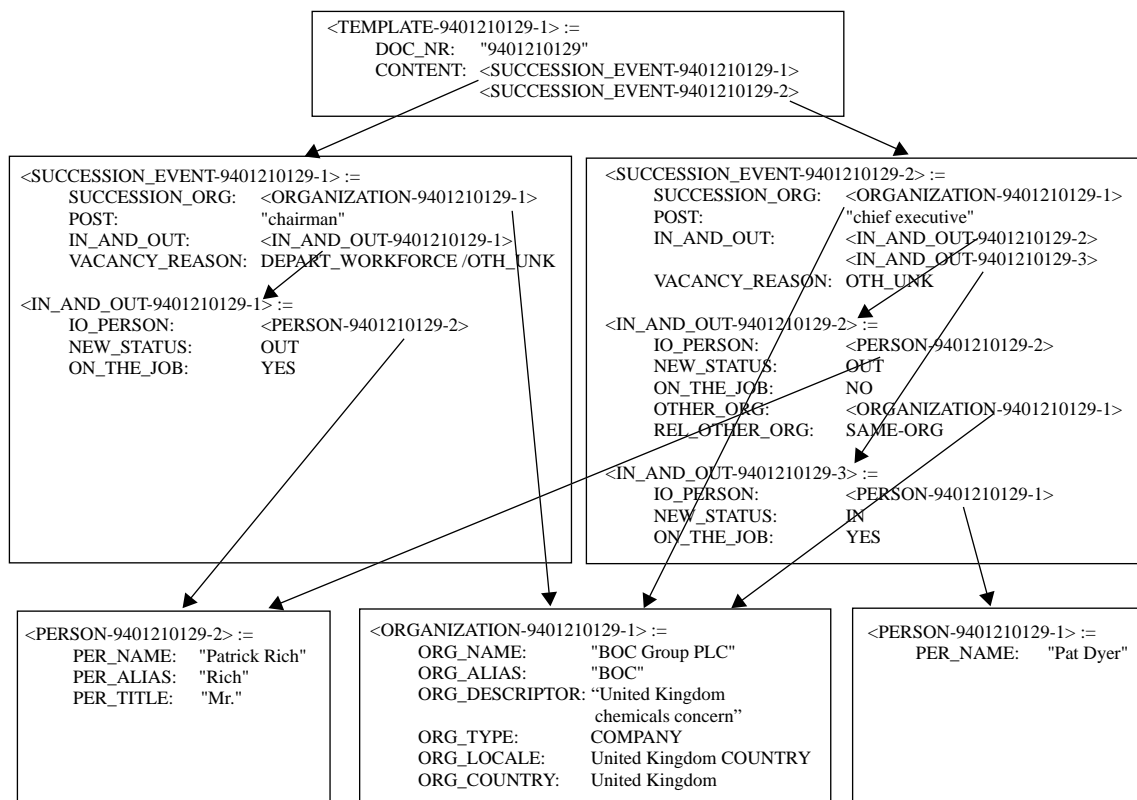 <TEMPLATE-9401210129-1> :=
DOC_NR: "9401210129"
CONTENT: <SUCCESSION_EVENT-9401210129-1>
<SUCCESSION_EVENT-9401210129-2>
<SUCCESSION_EVENT-9401210129-1> :=
SUCCESSION_ORG: <ORGANIZATION-9401210129-1>
POST: "chairman"
IN_AND_OUT: <IN_AND_OUT-9401210129-1>
VACANCY_REASON: DEPART_WORKFORCE /OTH_UNK
<IN_AND_OUT-9401210129-1> :=
IO_PERSON: <PERSON-9401210129-2>
NEW_STATUS: OUT
ON_THE_JOB: YES
<SUCCESSION_EVENT-9401210129-2> :=
SUCCESSION_ORG: <ORGANIZATION-9401210129-1>
POST: "chief executive"
IN_AND_OUT: <IN_AND_OUT-9401210129-2>
<IN_AND_OUT-9401210129-3>
VACANCY_REASON: OTH_UNK
<IN_AND_OUT-9401210129-2> :=
IO_PERSON: <PERSON-9401210129-2>
NEW_STATUS: OUT
ON_THE_JOB: NO
OTHER_ORG: <ORGANIZATION-9401210129-1>
REL_OTHER_ORG: SAME-ORG
<IN_AND_OUT-9401210129-3> :=
IO_PERSON: <PERSON-9401210129-1>
NEW_STATUS: IN
ON_THE_JOB: YES
<PERSON-9401210129-2> :=
PER_NAME: "Patrick Rich"
PER_ALIAS: "Rich"
PER_TITLE: "Mr."
<ORGANIZATION-9401210129-1> :=
ORG_NAME: "BOC Group PLC"
ORG_ALIAS: "BOC"
ORG_DESCRIPTOR: “United Kingdom
chemicals concern”
ORG_TYPE: COMPANY
ORG_LOCALE: United Kingdom COUNTRY
ORG_COUNTRY: United Kingdom
<PERSON-9401210129-1> :=
PER_NAME: "Pat Dyer"